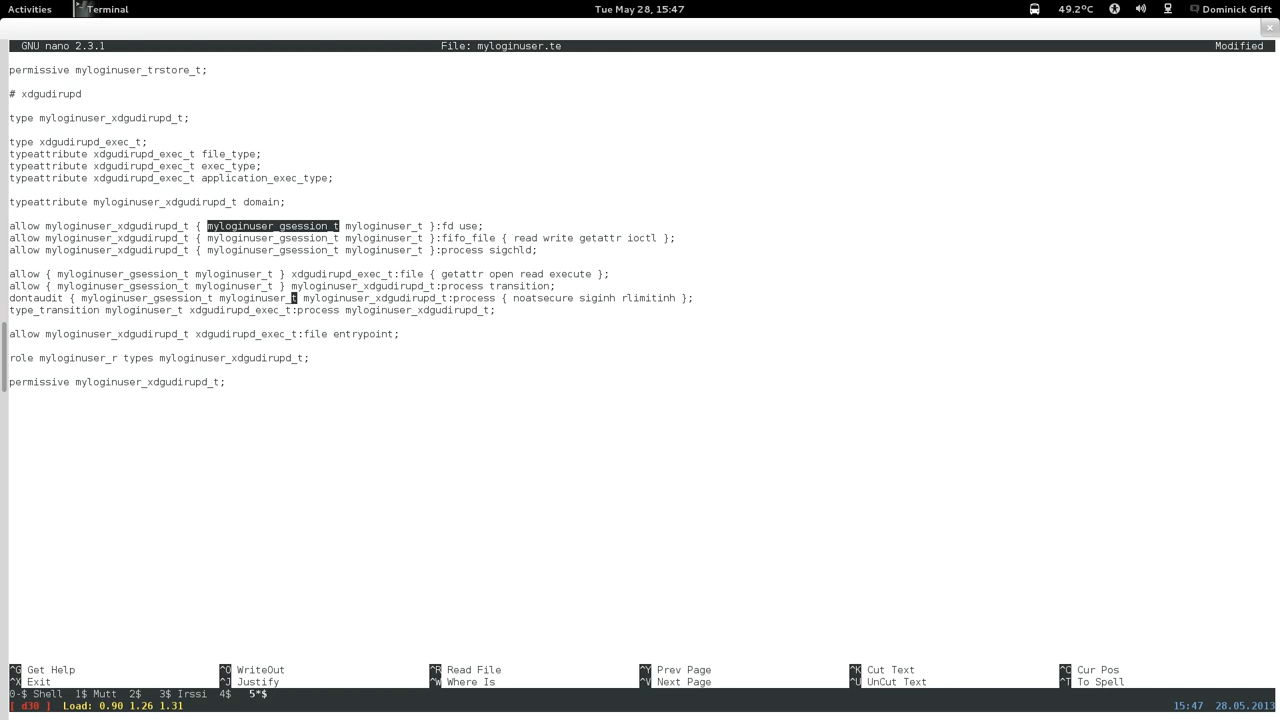 Activities Terminal Tue May 28, 15:47 49.2°C Dominick Grift
GNU nano 2.3.1 File: myloginuser.te Modified
permissive myloginuser_trstore_t;
# xdgudirupd
type myloginuser_xdgudirupd_t;
type xdgudirupd_exec_t;
typeattribute xdgudirupd_exec_t file_type;
typeattribute xdgudirupd_exec_t exec_type;
typeattribute xdgudirupd_exec_t application_exec_type;
typeattribute myloginuser_xdgudirupd_t domain;
allow myloginuser_xdgudirupd_t { myloginuser_gsession_t myloginuser_t }:fd use;
allow myloginuser_xdgudirupd_t { myloginuser_gsession_t myloginuser_t }:fifo_file { read write getattr ioctl };
allow myloginuser_xdgudirupd_t { myloginuser_gsession_t myloginuser_t }:process sigchld;
allow { myloginuser_gsession_t myloginuser_t } xdgudirupd_exec_t:file { getattr open read execute };
allow { myloginuser_gsession_t myloginuser_t } myloginuser_xdgudirupd_t:process transition;
dontaudit { myloginuser_gsession_t myloginuser_t myloginuser_xdgudirupd_t:process { noatsecure siginh rlimitinh };
type_transition myloginuser_t xdgudirupd_exec_t:process myloginuser_xdgudirupd_t;
allow myloginuser_xdgudirupd_t xdgudirupd_exec_t:file entrypoint;
role myloginuser_r types myloginuser_xdgudirupd_t;
permissive myloginuser_xdgudirupd_t;
^G Get Help ^O WriteOut ^R Read File ^Y Prev Page ^K Cut Text ^C Cur Pos
^X Exit ^J Justify ^W Where Is ^V Next Page ^U UnCut Text ^T To Spell
0-$ Shell 1$ Mutt 2$ 3$ Irssi 4$ 5*$
[ d30 ] Load: 0.90 1.26 1.31 15:47 28.05.2013